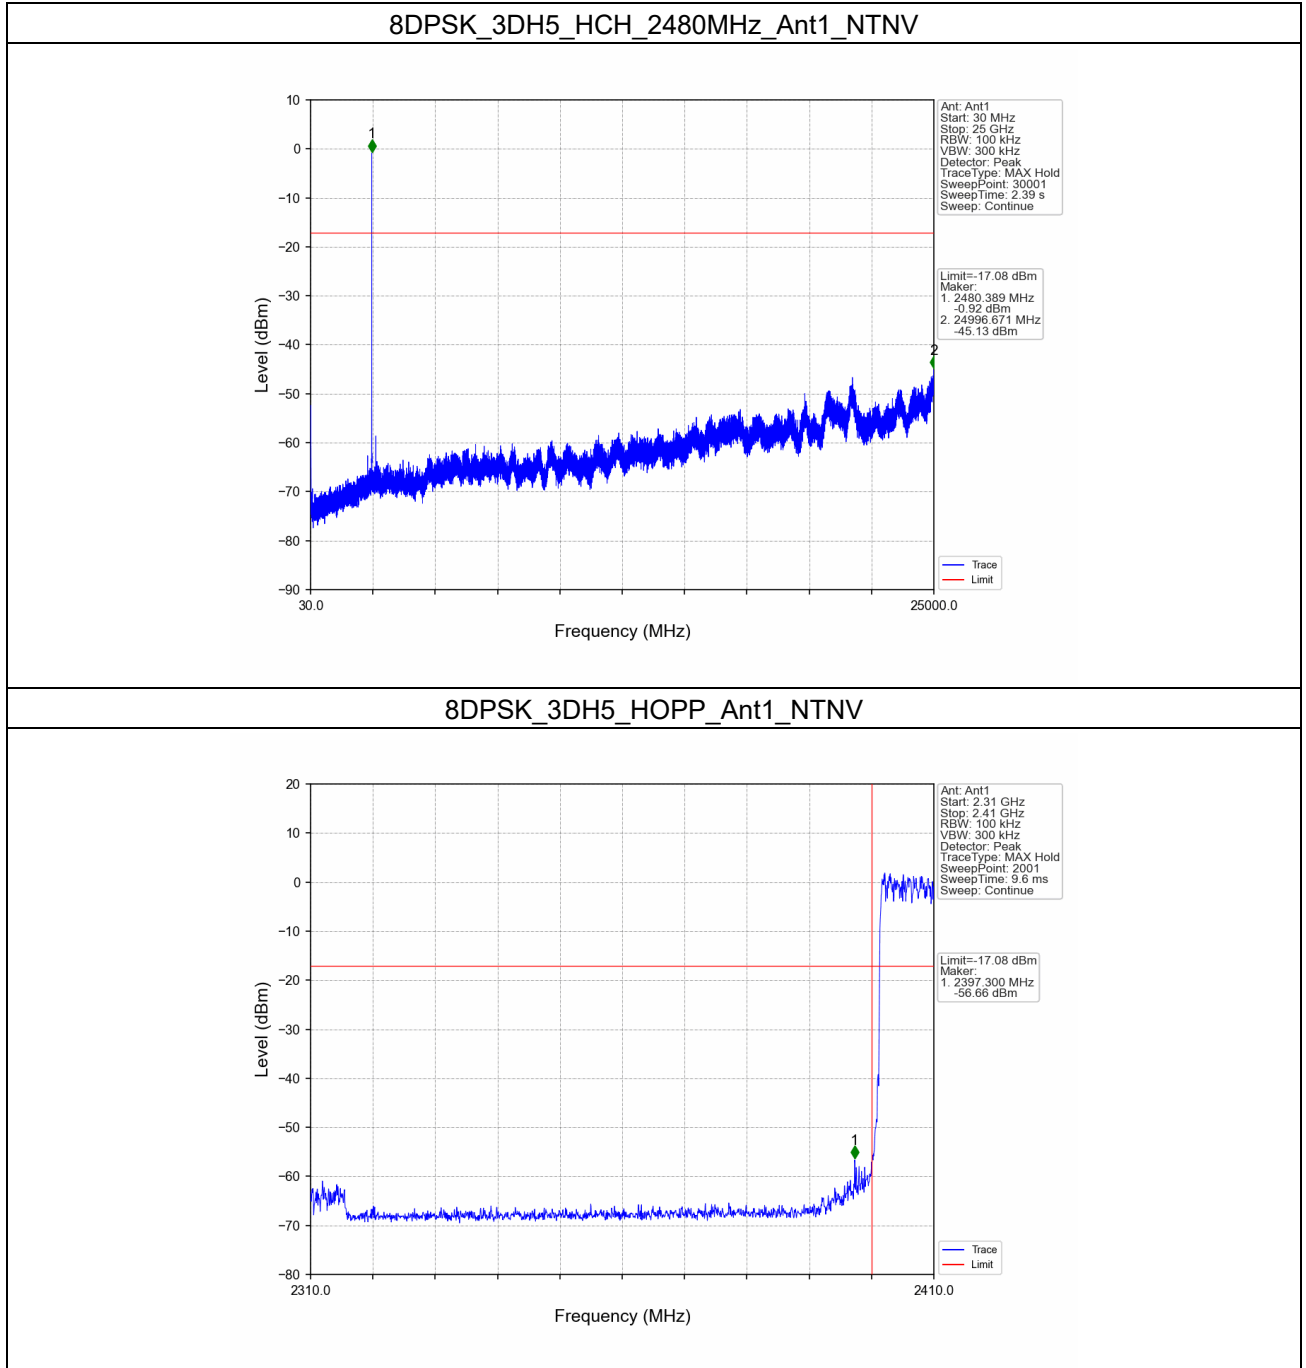 8DPSK_3DH5_HCH_2480MHz_Ant1_NTNV
10
0
−10
−20
−30
−40
−50
−60
−70
−80
−90
Level (dBm)
1
2
30.0
25000.0
Frequency (MHz)
Ant: Ant1
Start: 30 MHz
Stop: 25 GHz
RBW: 100 kHz
VBW: 300 kHz
Detector: Peak
TraceType: MAX Hold
SweepPoint: 30001
SweepTime: 2.39 s
Sweep: Continue
Limit=-17.08 dBm
Maker:
1. 2480.389 MHz
-0.92 dBm
2. 24996.671 MHz
-45.13 dBm
Trace
Limit
8DPSK_3DH5_HOPP_Ant1_NTNV
20
10
0
−10
−20
−30
−40
−50
−60
−70
−80
Level (dBm)
1
2310.0
2410.0
Frequency (MHz)
Ant: Ant1
Start: 2.31 GHz
Stop: 2.41 GHz
RBW: 100 kHz
VBW: 300 kHz
Detector: Peak
TraceType: MAX Hold
SweepPoint: 2001
SweepTime: 9.6 ms
Sweep: Continue
Limit=-17.08 dBm
Maker:
1. 2397.300 MHz
-56.66 dBm
Trace
Limit